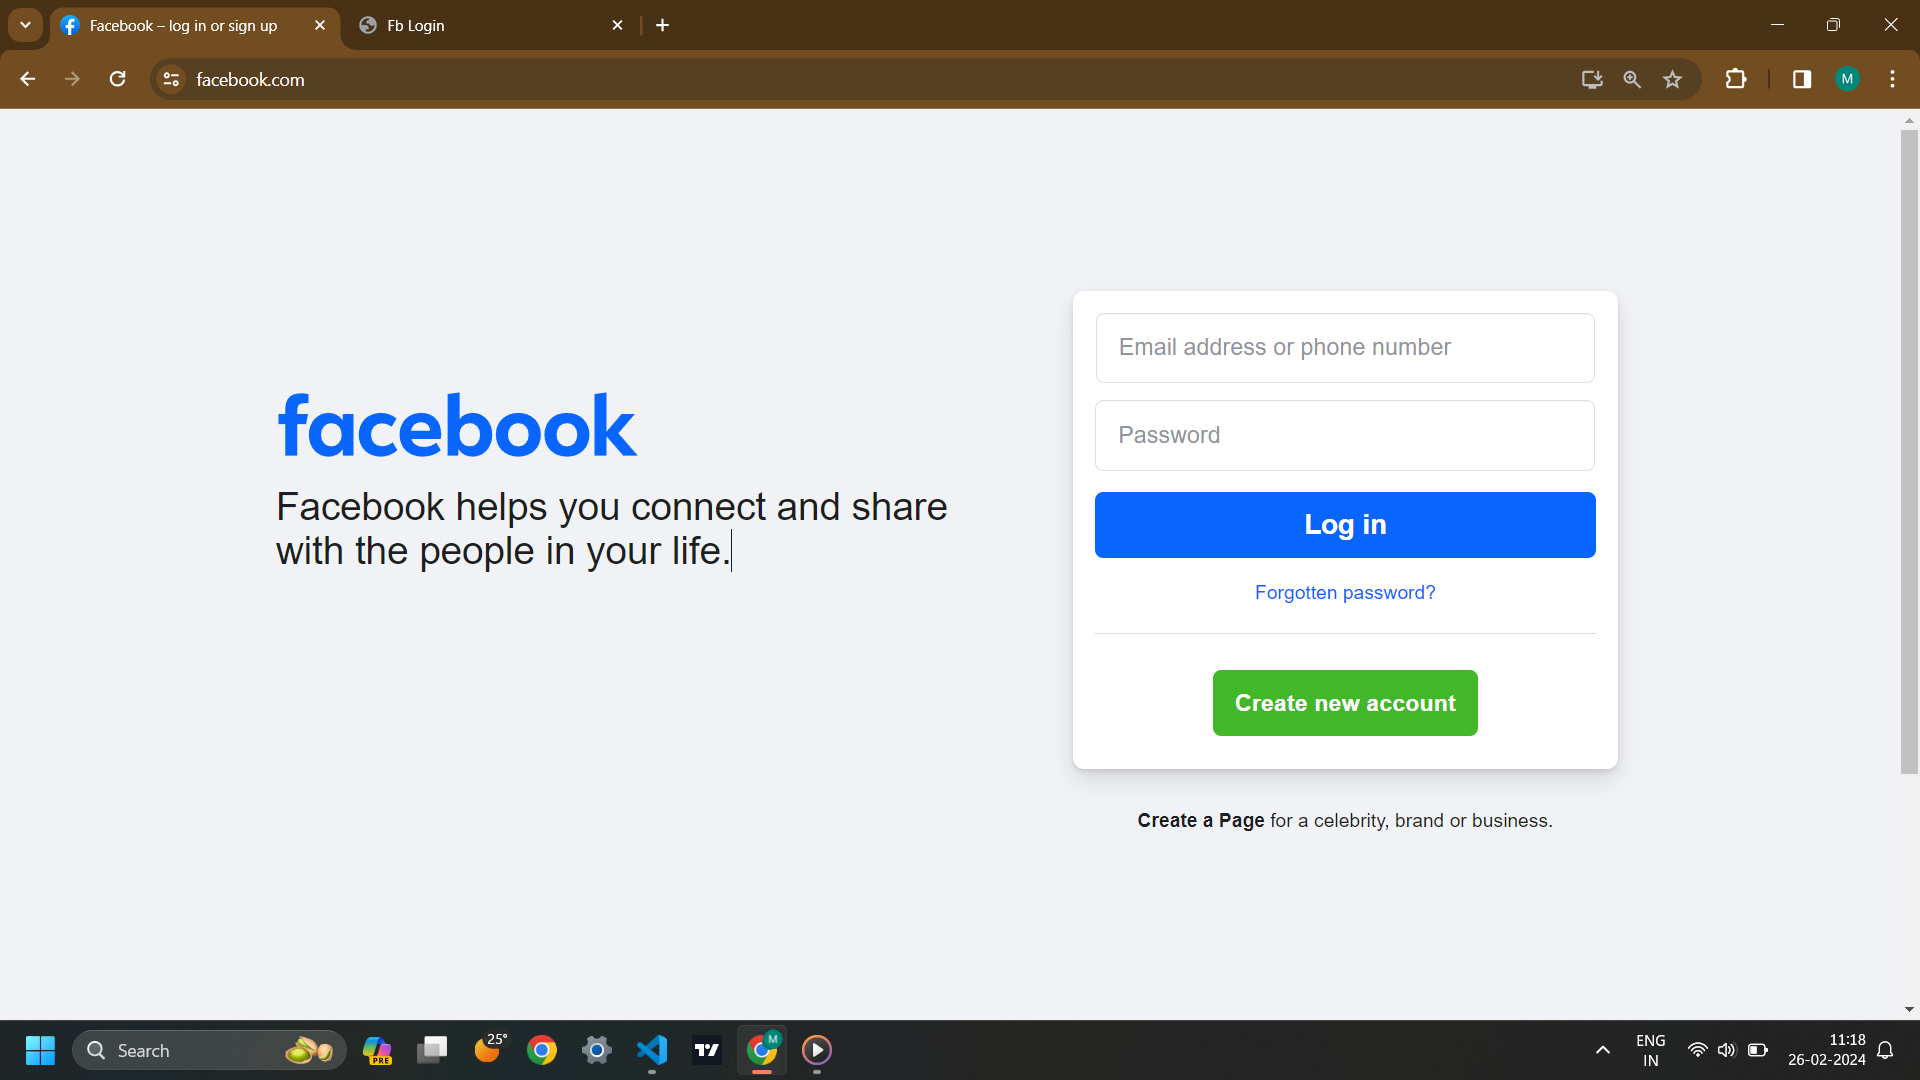 Facebook – log in or sign up
Fb Login
facebook.com
M
facebook
Facebook helps you connect and share
with the people in your life.
Email address or phone number
Password
Log in
Forgotten password?
Create new account
Create a Page for a celebrity, brand or business.
Search
PRE
25°
M
ENG
IN
11:18
26-02-2024